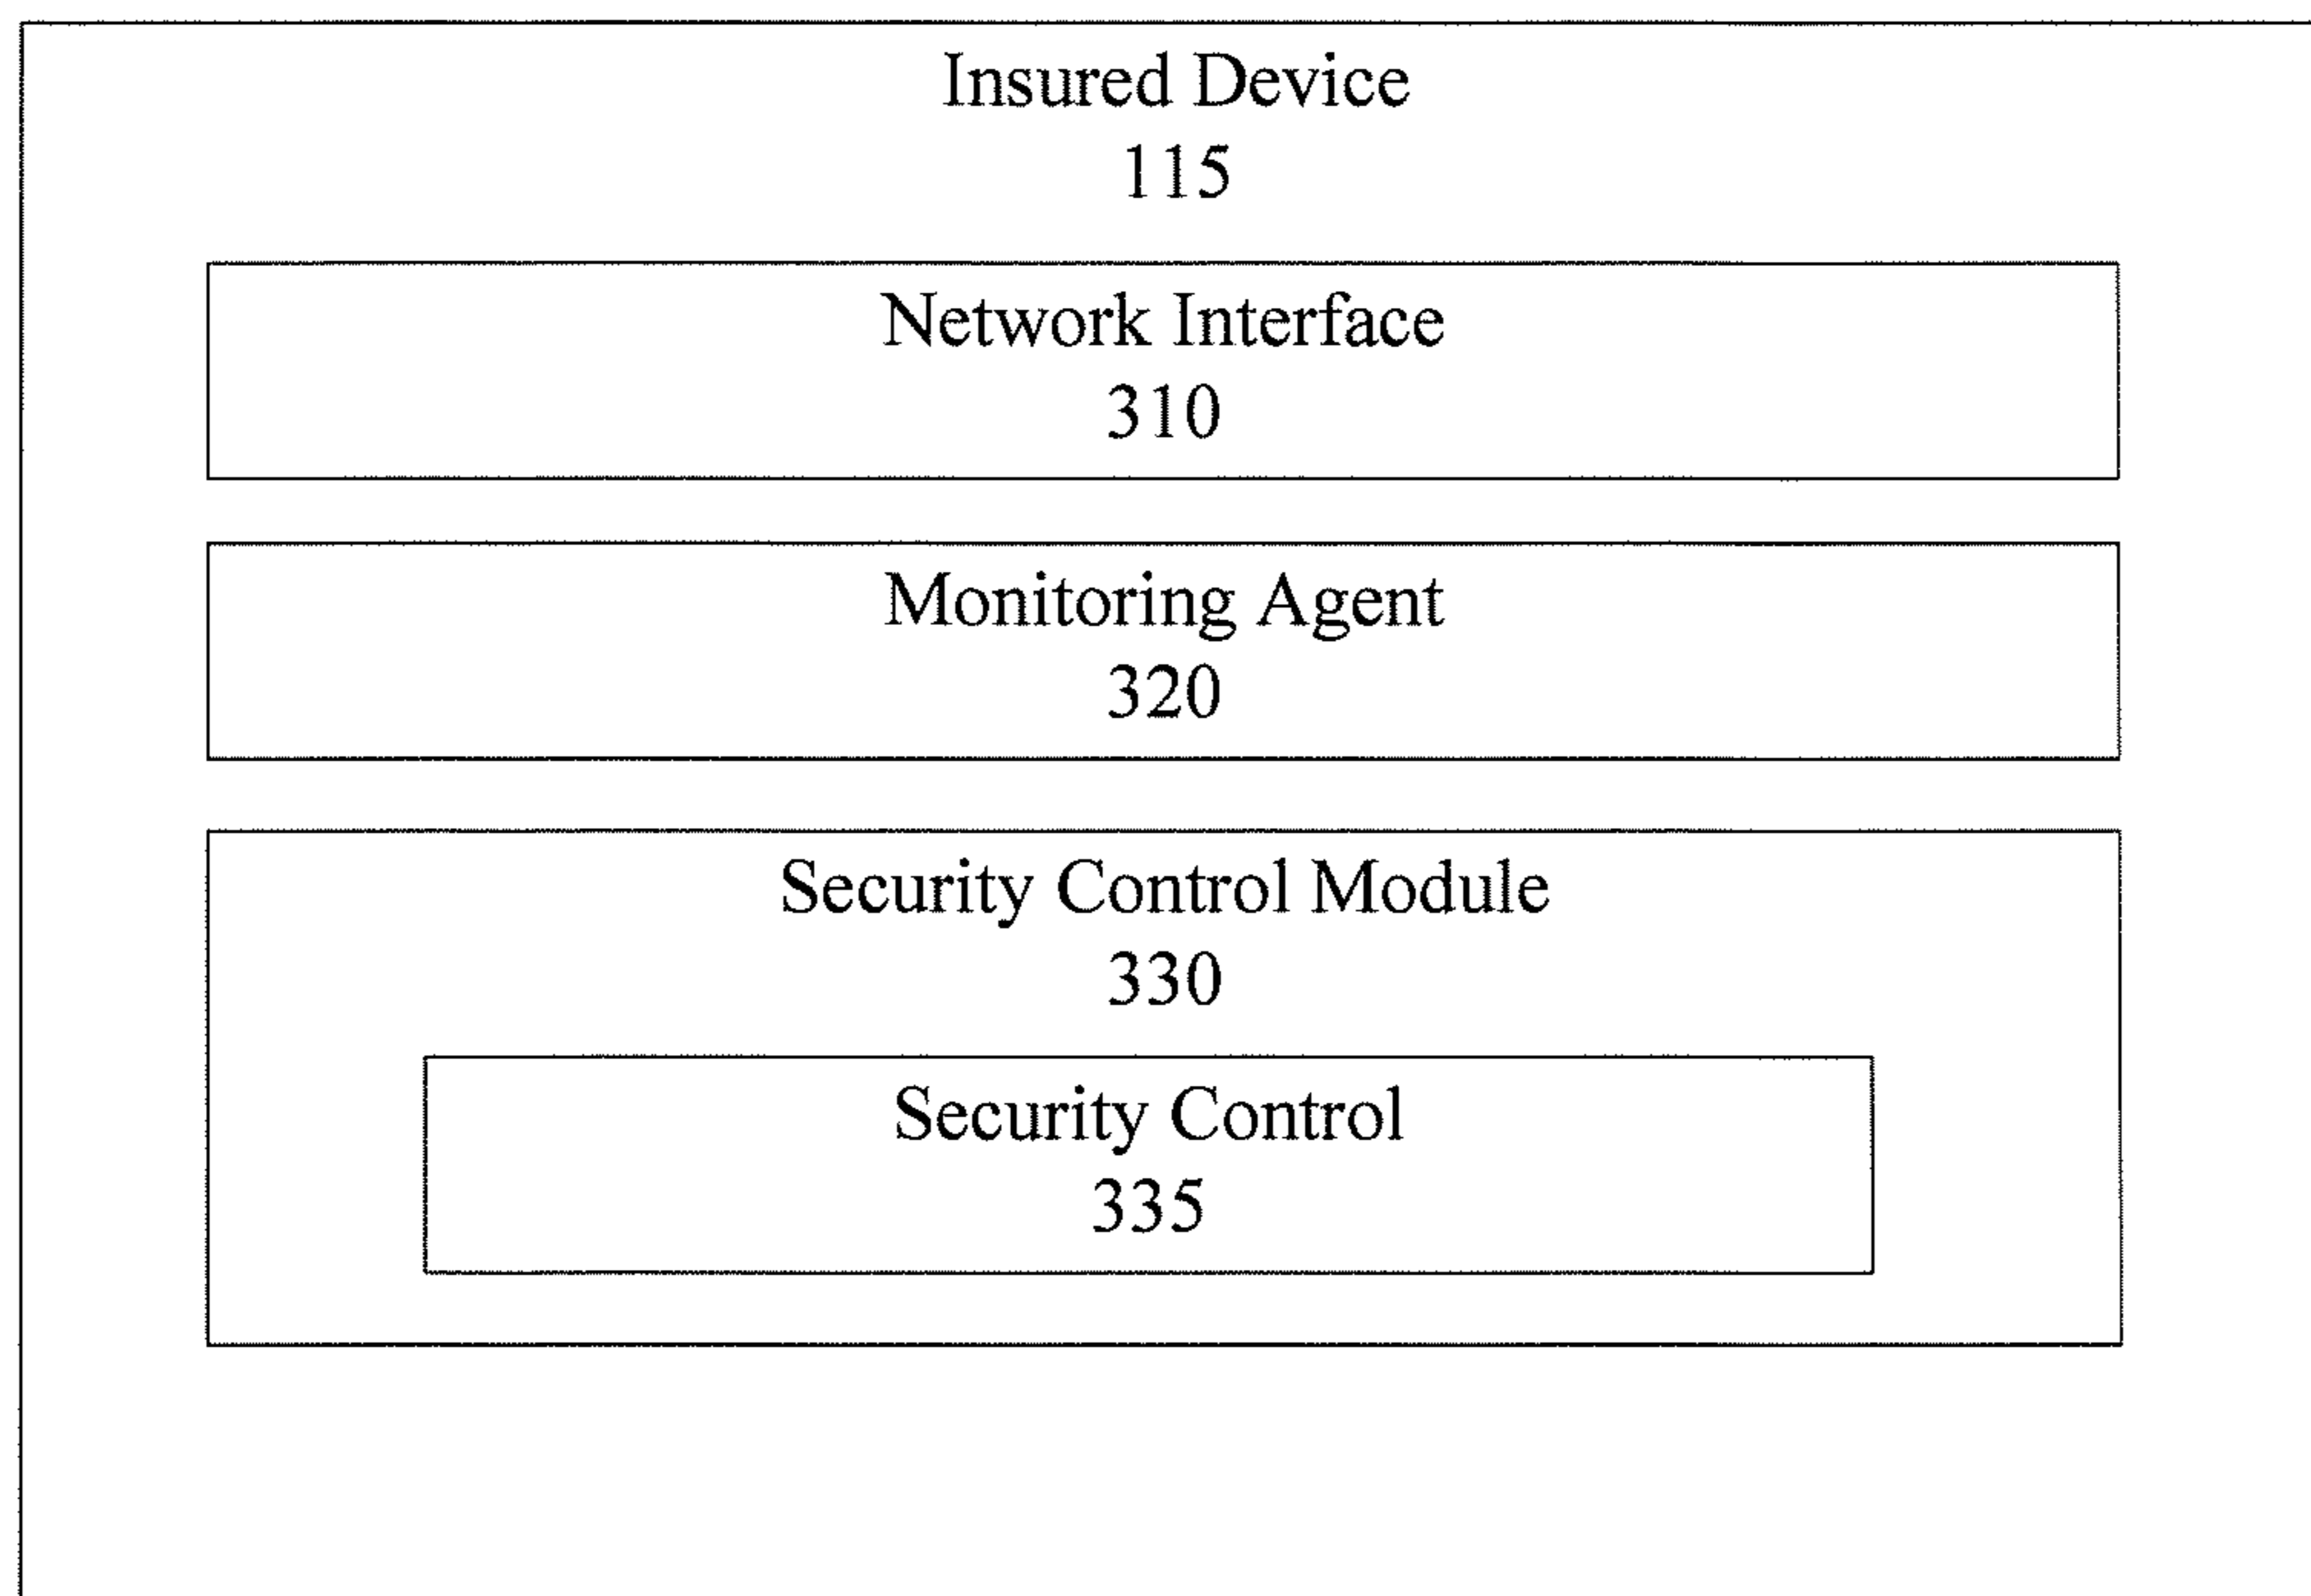 Insured Device
115
Network Interface
310
Monitoring Agent
320
Security Control Module
330
Security Control
335